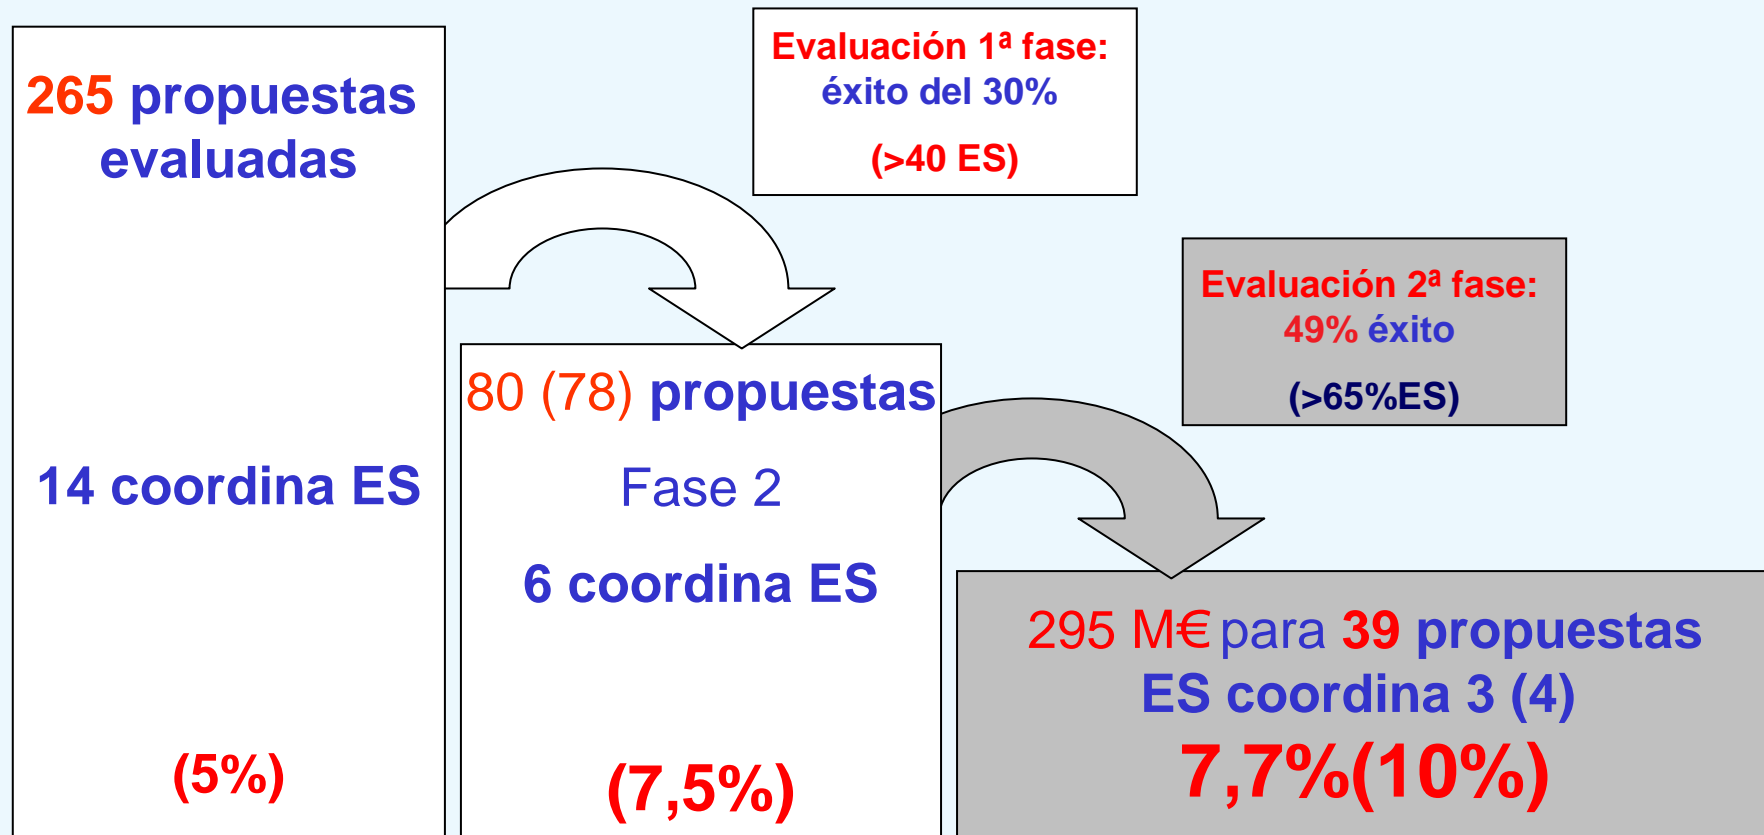 265 propuestas
evaluadas
14 coordina ES
(5%)
Evaluación 1ª fase:
éxito del 30%
(>40 ES)
80 (78) propuestas
Fase 2
6 coordina ES
(7,5%)
Evaluación 2ª fase:
49% éxito
(>65%ES)
295 M€ para 39 propuestas
ES coordina 3 (4)
7,7%(10%)